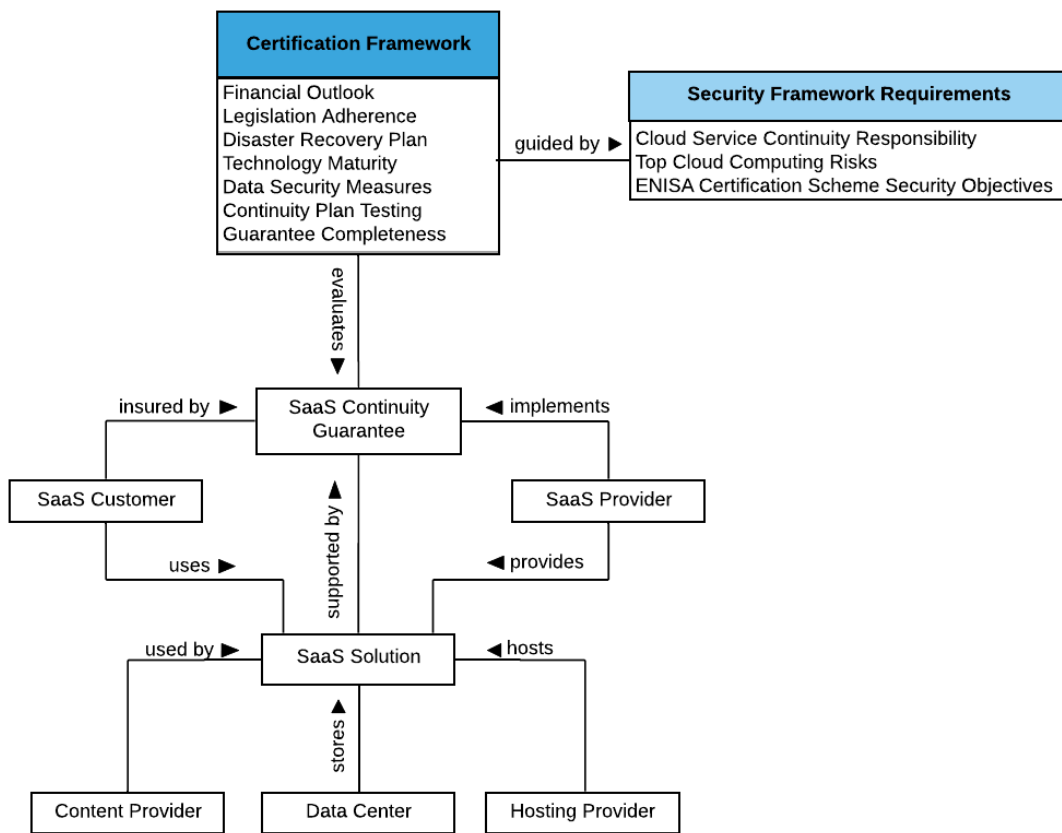 Certification Framework
Financial Outlook
Legislation Adherence
Disaster Recovery Plan
Technology Maturity
Data Security Measures
Continuity Plan Testing
Guarantee Completeness
guided by
Security Framework Requirements
Cloud Service Continuity Responsibility
Top Cloud Computing Risks
ENISA Certification Scheme Security Objectives
evaluates
insured by
SaaS Continuity
Guarantee
implements
SaaS Customer
SaaS Provider
supported by
uses
provides
used by
SaaS Solution
hosts
stores
Content Provider
Data Center
Hosting Provider